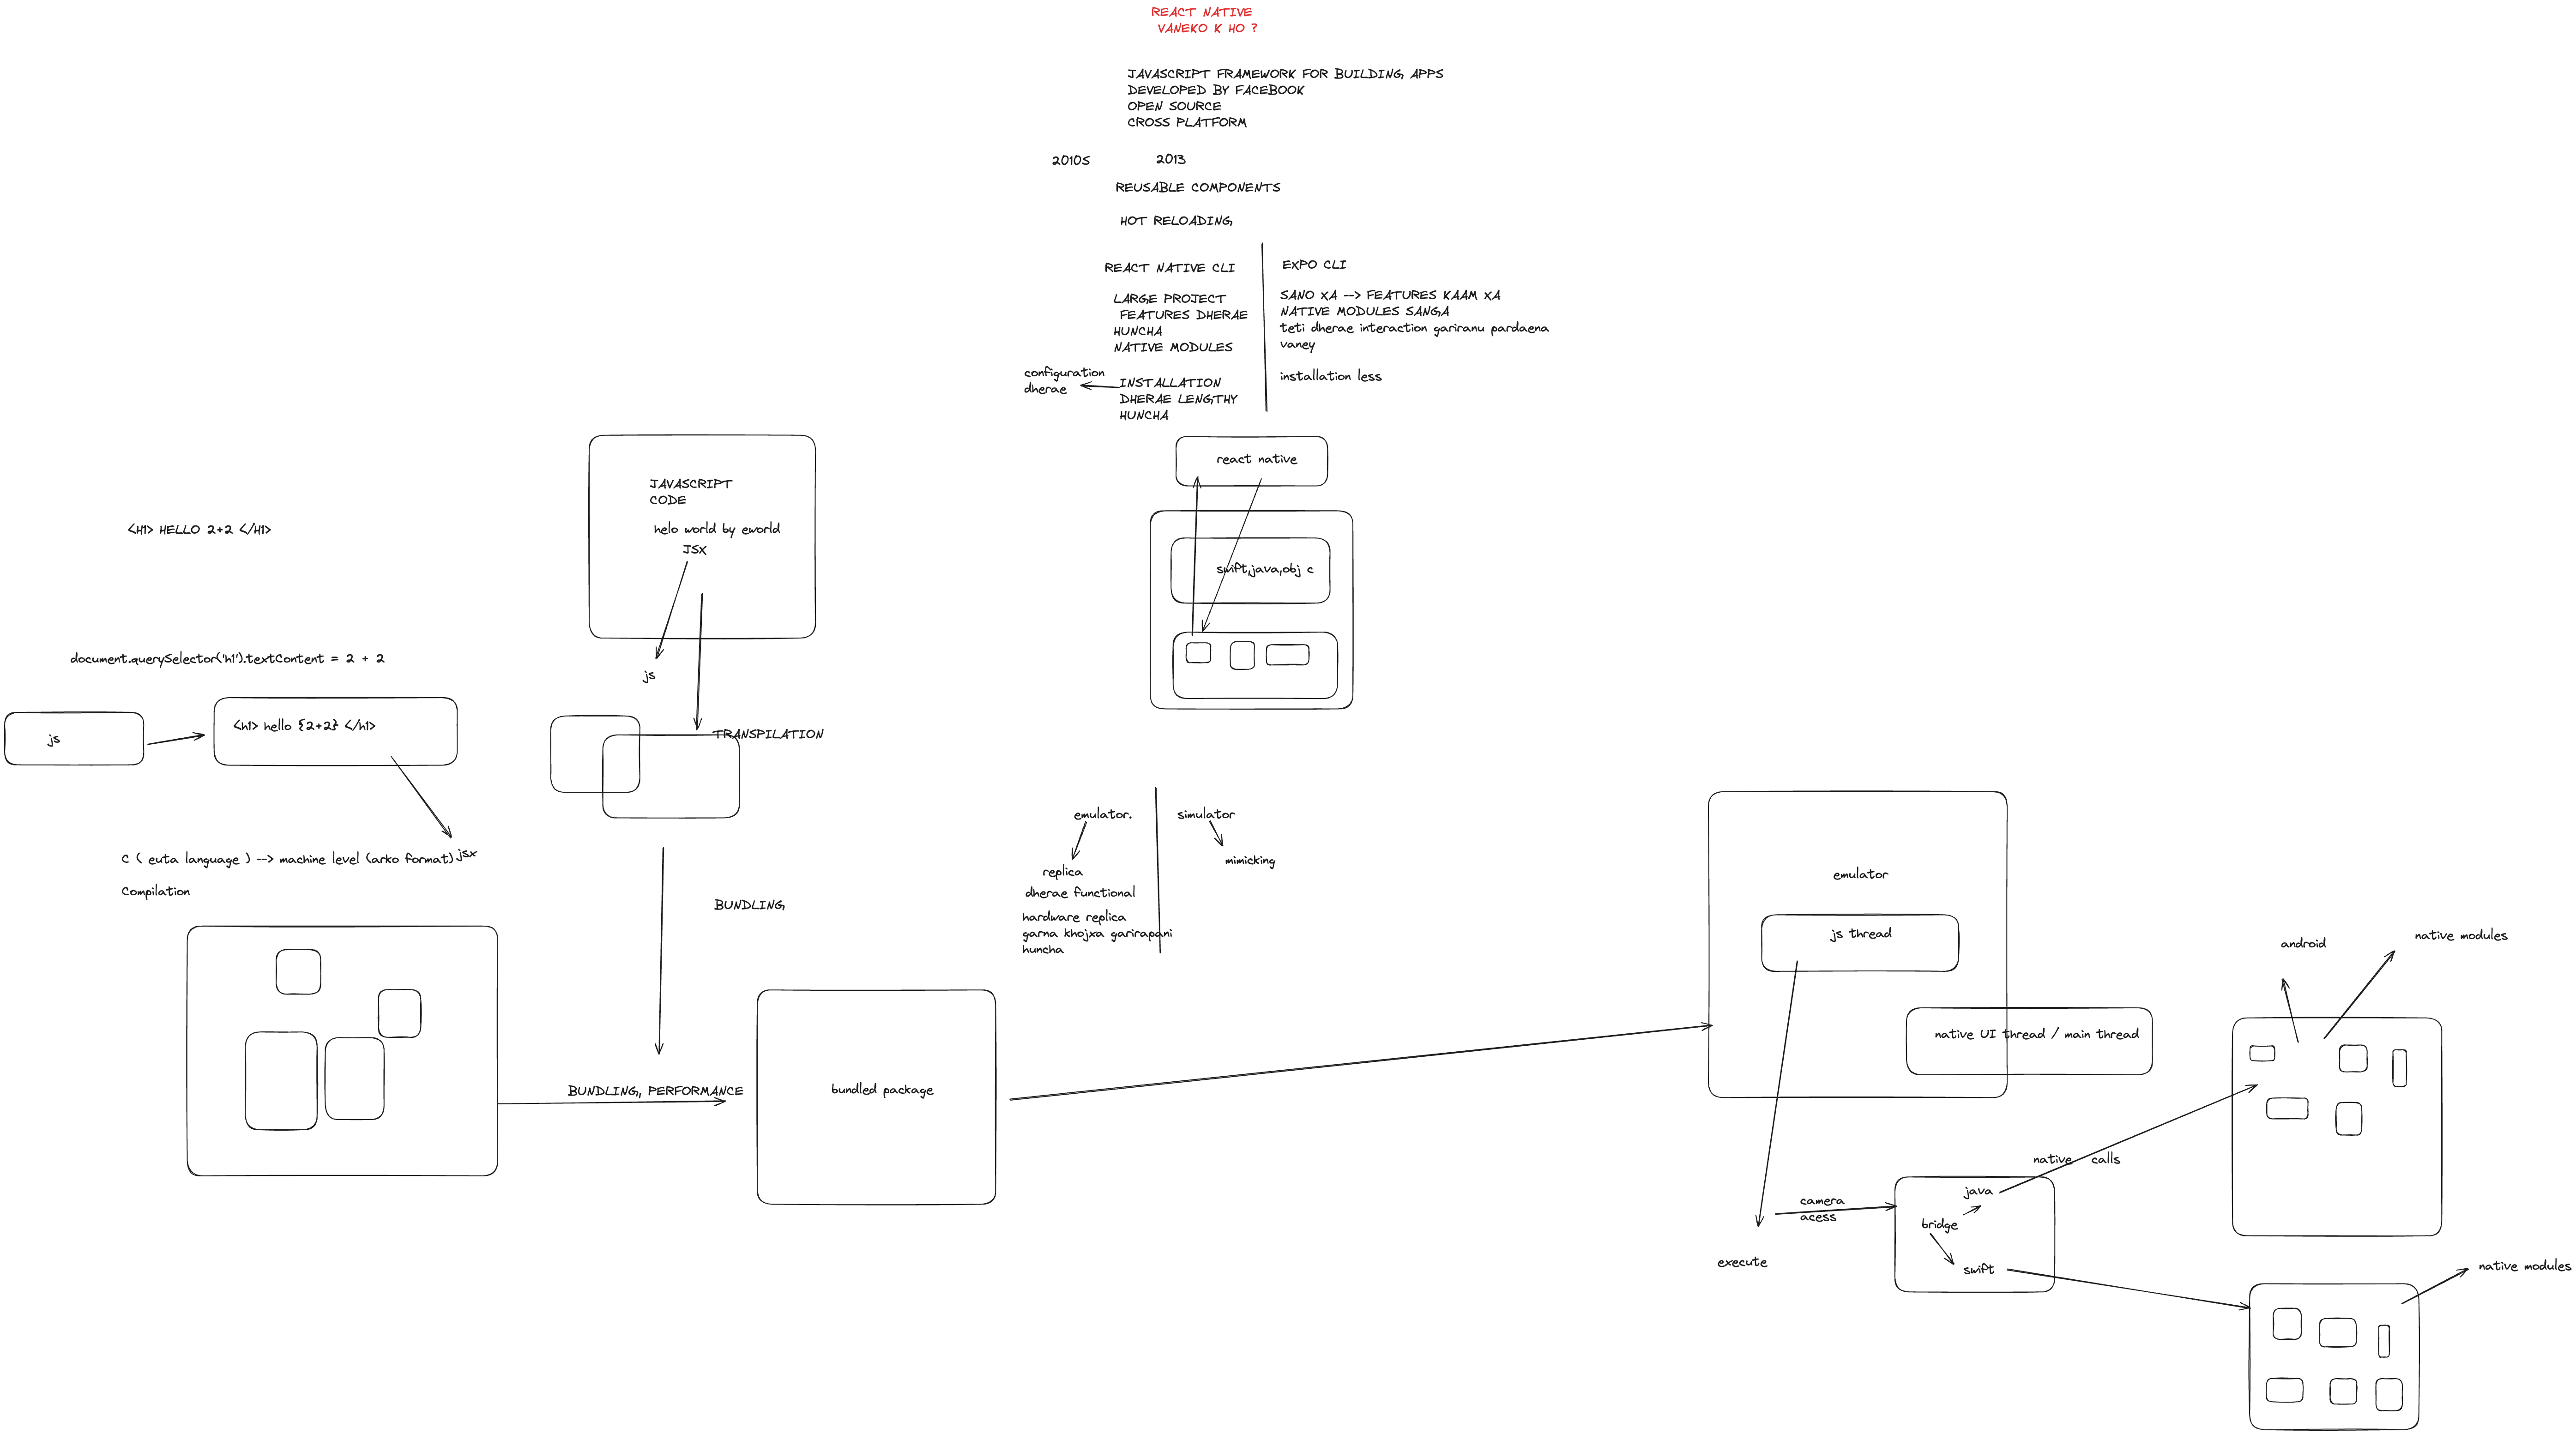 REACT NATIVE
VANEKO K HO ?
JAVASCRIPT FRAMEWORK FOR BUILDING APPS
DEVELOPED BY FACEBOOK
OPEN SOURCE
CROSS PLATFORM
2010S
2013
REUSABLE COMPONENTS
HOT RELOADING
REACT NATIVE CLI
LARGE PROJECT
FEATURES DHERAE
HUNCHA
NATIVE MODULES
configuration
dherae
INSTALLATION
DHERAE LENGTHY
HUNCHA
EXPO CLI
SANO XA --> FEATURES KAAM XA
NATIVE MODULES SANGA
teti dherae interaction gariranu pardaena
vaney
installation less
react native
swift,java,obj c
JAVASCRIPT
CODE
helo world by eworld
JSX
js
TRANSPILATION
BUNDLING
<H1> HELLO 2+2 </H1>
document.querySelector('h1').textContent = 2 + 2
js
<h1> hello {2+2} </h1>
jsx
C ( euta language ) --> machine level (arko format)
Compilation
BUNDLING, PERFORMANCE
bundled package
emulator.
replica
dherae functional
hardware replica
garna khojxa garirapani
huncha
simulator
mimicking
emulator
js thread
native UI thread / main thread
execute
camera
acess
bridge
java
swift
native calls
android
native modules
native modules